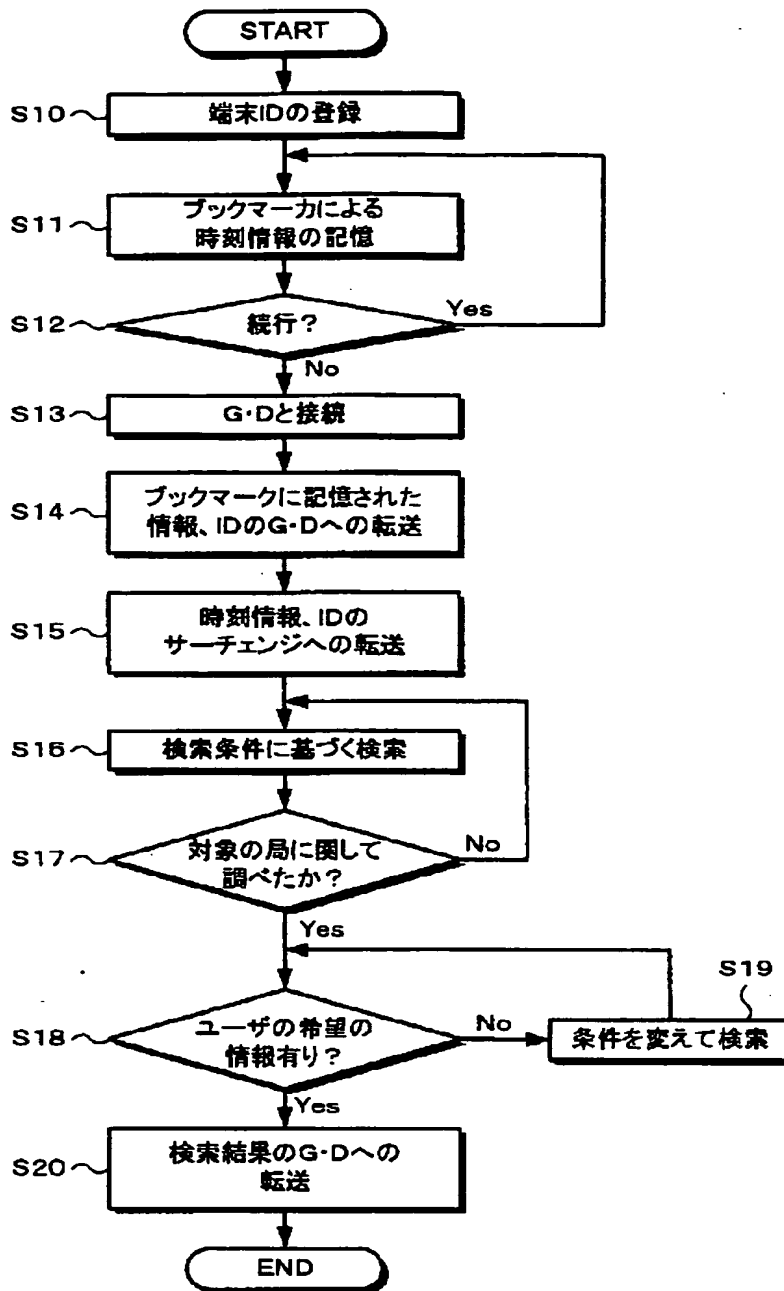 START
S10
端末IDの登録
S11
ブックマーカによる
時刻情報の記憶
S12
続行？
Yes
No
S13
G·Dと接続
S14
ブックマークに記憶された
情報、IDのG·Dへの転送
S15
時刻情報、IDの
サーチェンジへの転送
S16
検索条件に基づく検索
S17
対象の局に関して
調べたか？
No
Yes
S18
ユーザの希望の
情報有り？
No
S19
条件を変えて検索
Yes
S20
検索結果のG·Dへの
転送
END